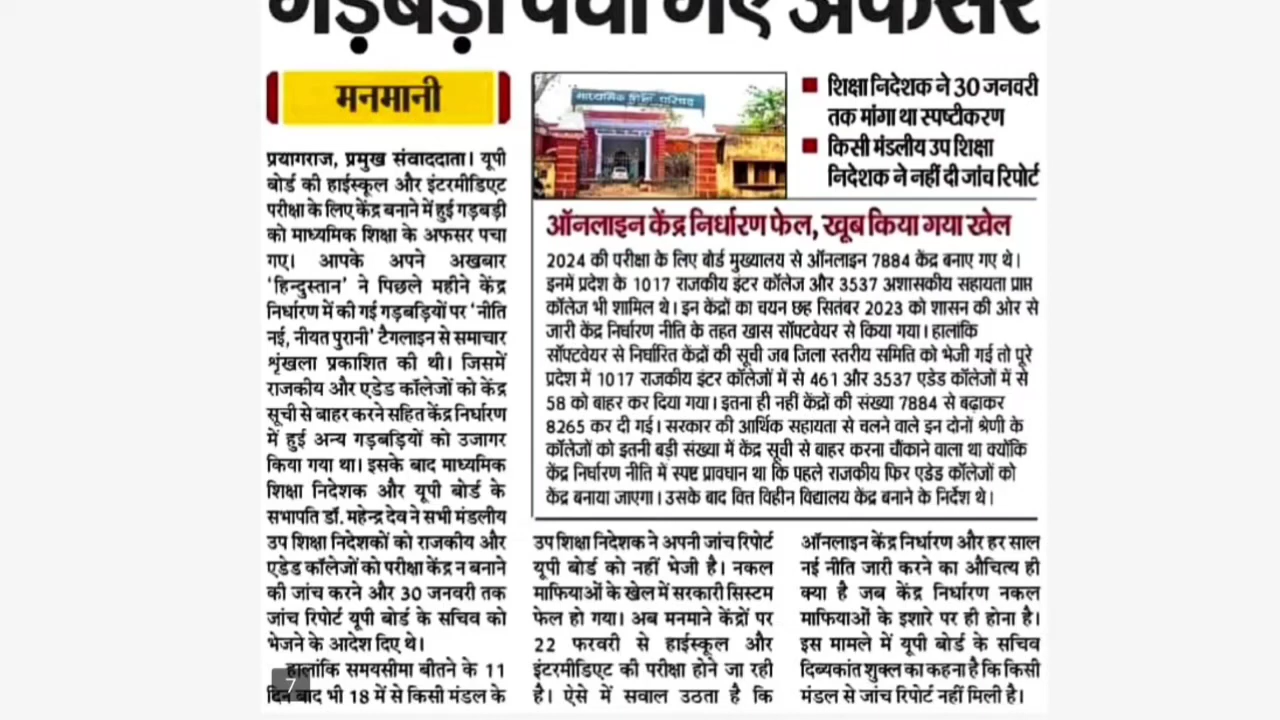 गड़बड़ी पचा गए अफसर
मनमानी
प्रयागराज, प्रमुख संवाददाता। यूपी
बोर्ड की हाईस्कूल और इंटरमीडिएट
परीक्षा के लिए केंद्र बनाने में हुई गड़बड़ी
को माध्यमिक शिक्षा के अफसर पचा
गए। आपके अपने अखबार
‘हिन्दुस्तान’ ने पिछले महीने केंद्र
निर्धारण में की गई गड़बड़ियों पर ‘नीति
नई, नीयत पुरानी’ टैगलाइन से समाचार
शृंखला प्रकाशित की थी। जिसमें
राजकीय और एडेड कॉलेजों को केंद्र
सूची से बाहर करने सहित केंद्र निर्धारण
में हुई अन्य गड़बड़ियों को उजागर
किया गया था। इसके बाद माध्यमिक
शिक्षा निदेशक और यूपी बोर्ड के
सभापति डॉ. महेन्द्र देव ने सभी मंडलीय
उप शिक्षा निदेशकों को राजकीय और
एडेड कॉलेजों को परीक्षा केंद्र न बनाने
की जांच करने और 30 जनवरी तक
जांच रिपोर्ट यूपी बोर्ड के सचिव को
भेजने के आदेश दिए थे।
हालांकि समयसीमा बीतने के 11
दिन बाद भी 18 में से किसी मंडल के
7
माध्यमिक शिक्षा परिषद
शिक्षा निदेशक ने 30 जनवरी
तक मांगा था स्पष्टीकरण
किसी मंडलीय उप शिक्षा
निदेशक ने नहीं दी जांच रिपोर्ट
ऑनलाइन केंद्र निर्धारण फेल, खूब किया गया खेल
2024 की परीक्षा के लिए बोर्ड मुख्यालय से ऑनलाइन 7884 केंद्र बनाए गए थे।
इनमें प्रदेश के 1017 राजकीय इंटर कॉलेज और 3537 अशासकीय सहायता प्राप्त
कॉलेज भी शामिल थे। इन केंद्रों का चयन छह सितंबर 2023 को शासन की ओर से
जारी केंद्र निर्धारण नीति के तहत खास सॉफ्टवेयर से किया गया। हालांकि
सॉफ्टवेयर से निर्धारित केंद्रों की सूची जब जिला स्तरीय समिति को भेजी गई तो पूरे
प्रदेश में 1017 राजकीय इंटर कॉलेजों में से 461 और 3537 एडेड कॉलेजों में से
58 को बाहर कर दिया गया। इतना ही नहीं केंद्रों की संख्या 7884 से बढ़ाकर
8265 कर दी गई। सरकार की आर्थिक सहायता से चलने वाले इन दोनों श्रेणी के
कॉलेजों को इतनी बड़ी संख्या में केंद्र सूची से बाहर करना चौंकाने वाला था क्योंकि
केंद्र निर्धारण नीति में स्पष्ट प्रावधान था कि पहले राजकीय फिर एडेड कॉलेजों को
केंद्र बनाया जाएगा। उसके बाद वित्त विहीन विद्यालय केंद्र बनाने के निर्देश थे।
उप शिक्षा निदेशक ने अपनी जांच रिपोर्ट
यूपी बोर्ड को नहीं भेजी है। नकल
माफियाओं के खेल में सरकारी सिस्टम
फेल हो गया। अब मनमाने केंद्रों पर
22 फरवरी से हाईस्कूल और
इंटरमीडिएट की परीक्षा होने जा रही
है। ऐसे में सवाल उठता है कि
ऑनलाइन केंद्र निर्धारण और हर साल
नई नीति जारी करने का औचित्य ही
क्या है जब केंद्र निर्धारण नकल
माफियाओं के इशारे पर ही होना है।
इस मामले में यूपी बोर्ड के सचिव
दिब्यकांत शुक्ल का कहना है कि किसी
मंडल से जांच रिपोर्ट नहीं मिली है।